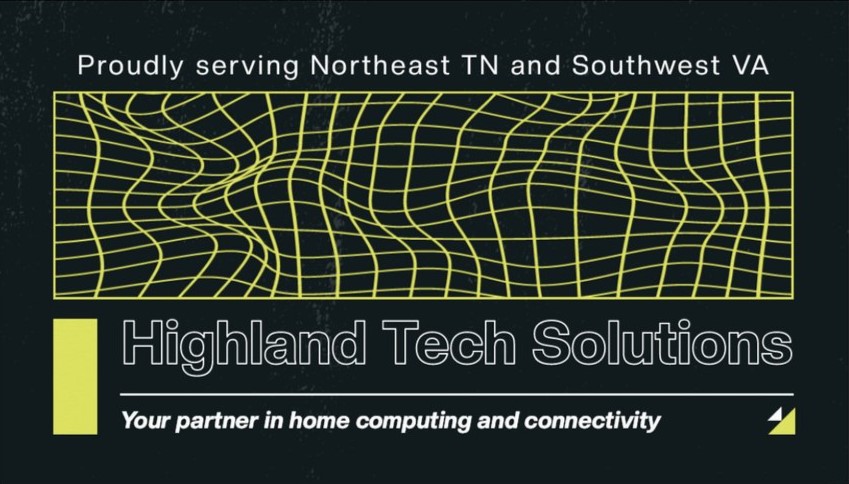 Proudly serving Northeast TN and Southwest VA
Highland Tech Solutions
Your partner in home computing and connectivity